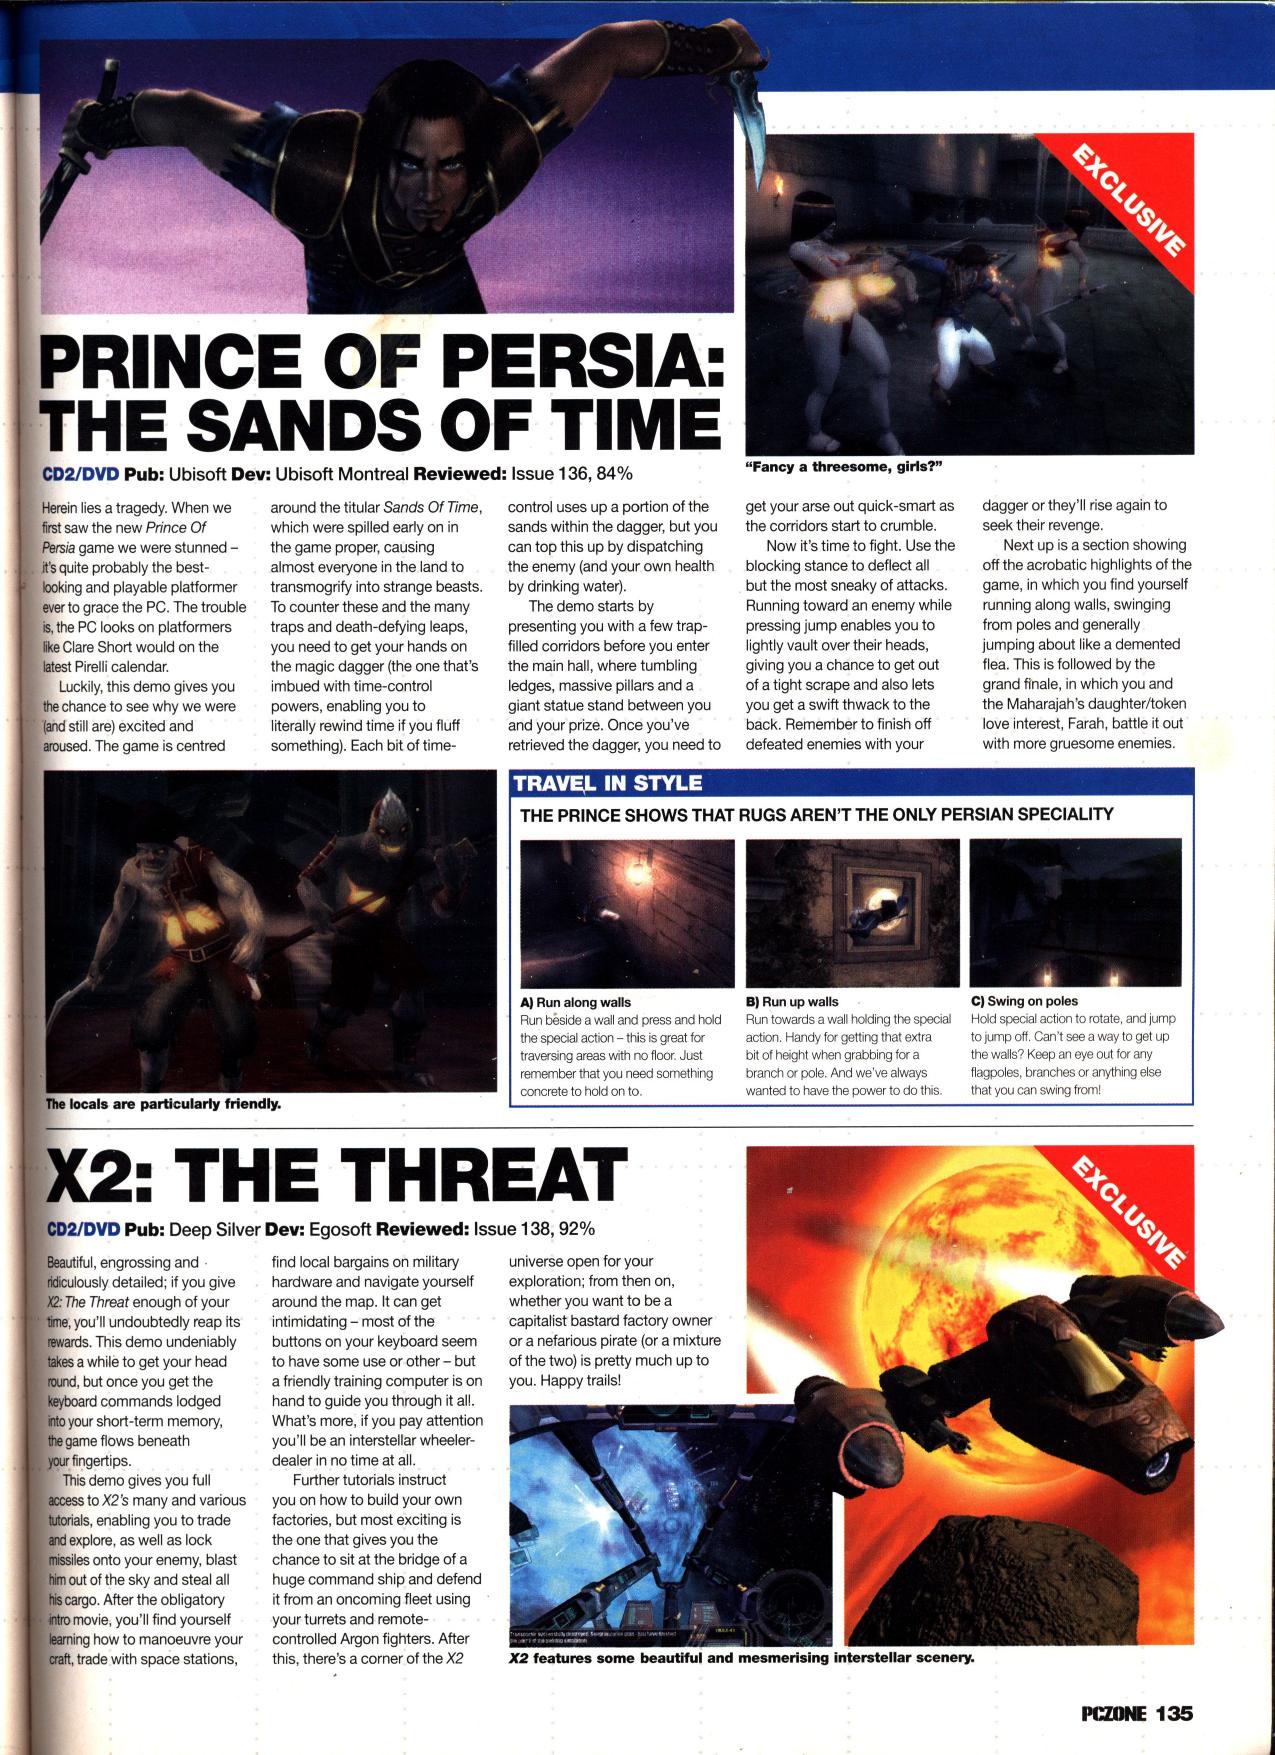 EXCLUSIVE
PRINCE OF PERSIA:
THE SANDS OF TIME
CD2/DVD Pub: Ubisoft Dev: Ubisoft Montreal Reviewed: Issue 136, 84%
"Fancy a threesome, girls?"
Herein lies a tragedy. When we
first saw the new Prince Of
Persia game we were stunned –
it's quite probably the best-
looking and playable platformer
ever to grace the PC. The trouble
is, the PC looks on platformers
like Clare Short would on the
latest Pirelli calendar.
Luckily, this demo gives you
the chance to see why we were
(and still are) excited and
aroused. The game is centred
around the titular Sands Of Time,
which were spilled early on in
the game proper, causing
almost everyone in the land to
transmogrify into strange beasts.
To counter these and the many
traps and death-defying leaps,
you need to get your hands on
the magic dagger (the one that's
imbued with time-control
powers, enabling you to
literally rewind time if you fluff
something). Each bit of time-
control uses up a portion of the
sands within the dagger, but you
can top this up by dispatching
the enemy (and your own health
by drinking water).
The demo starts by
presenting you with a few trap-
filled corridors before you enter
the main hall, where tumbling
ledges, massive pillars and a
giant statue stand between you
and your prize. Once you've
retrieved the dagger, you need to
get your arse out quick-smart as
the corridors start to crumble.
Now it's time to fight. Use the
blocking stance to deflect all
but the most sneaky of attacks.
Running toward an enemy while
pressing jump enables you to
lightly vault over their heads,
giving you a chance to get out
of a tight scrape and also lets
you get a swift thwack to the
back. Remember to finish off
defeated enemies with your
dagger or they'll rise again to
seek their revenge.
Next up is a section showing
off the acrobatic highlights of the
game, in which you find yourself
running along walls, swinging
from poles and generally
jumping about like a demented
flea. This is followed by the
grand finale, in which you and
the Maharajah's daughter/token
love interest, Farah, battle it out
with more gruesome enemies.
The locals are particularly friendly.
TRAVEL IN STYLE
THE PRINCE SHOWS THAT RUGS AREN'T THE ONLY PERSIAN SPECIALITY
A) Run along walls
Run beside a wall and press and hold
the special action – this is great for
traversing areas with no floor. Just
remember that you need something
concrete to hold on to.
B) Run up walls
Run towards a wall holding the special
action. Handy for getting that extra
bit of height when grabbing for a
branch or pole. And we've always
wanted to have the power to do this.
C) Swing on poles
Hold special action to rotate, and jump
to jump off. Can't see a way to get up
the walls? Keep an eye out for any
flagpoles, branches or anything else
that you can swing from!
X2: THE THREAT
CD2/DVD Pub: Deep Silver Dev: Egosoft Reviewed: Issue 138, 92%
EXCLUSIVE
Beautiful, engrossing and
ridiculously detailed; if you give
X2: The Threat enough of your
time, you'll undoubtedly reap its
rewards. This demo undeniably
takes a while to get your head
round, but once you get the
keyboard commands lodged
into your short-term memory,
the game flows beneath
your fingertips.
This demo gives you full
access to X2's many and various
tutorials, enabling you to trade
and explore, as well as lock
missiles onto your enemy, blast
him out of the sky and steal all
his cargo. After the obligatory
intro movie, you'll find yourself
learning how to manoeuvre your
craft, trade with space stations,
find local bargains on military
hardware and navigate yourself
around the map. It can get
intimidating – most of the
buttons on your keyboard seem
to have some use or other – but
a friendly training computer is on
hand to guide you through it all.
What's more, if you pay attention
you'll be an interstellar wheeler-
dealer in no time at all.
Further tutorials instruct
you on how to build your own
factories, but most exciting is
the one that gives you the
chance to sit at the bridge of a
huge command ship and defend
it from an oncoming fleet using
your turrets and remote-
controlled Argon fighters. After
this, there's a corner of the X2
universe open for your
exploration; from then on,
whether you want to be a
capitalist bastard factory owner
or a nefarious pirate (or a mixture
of the two) is pretty much up to
you. Happy trails!
X2 features some beautiful and mesmerising interstellar scenery.
PCZONE 135